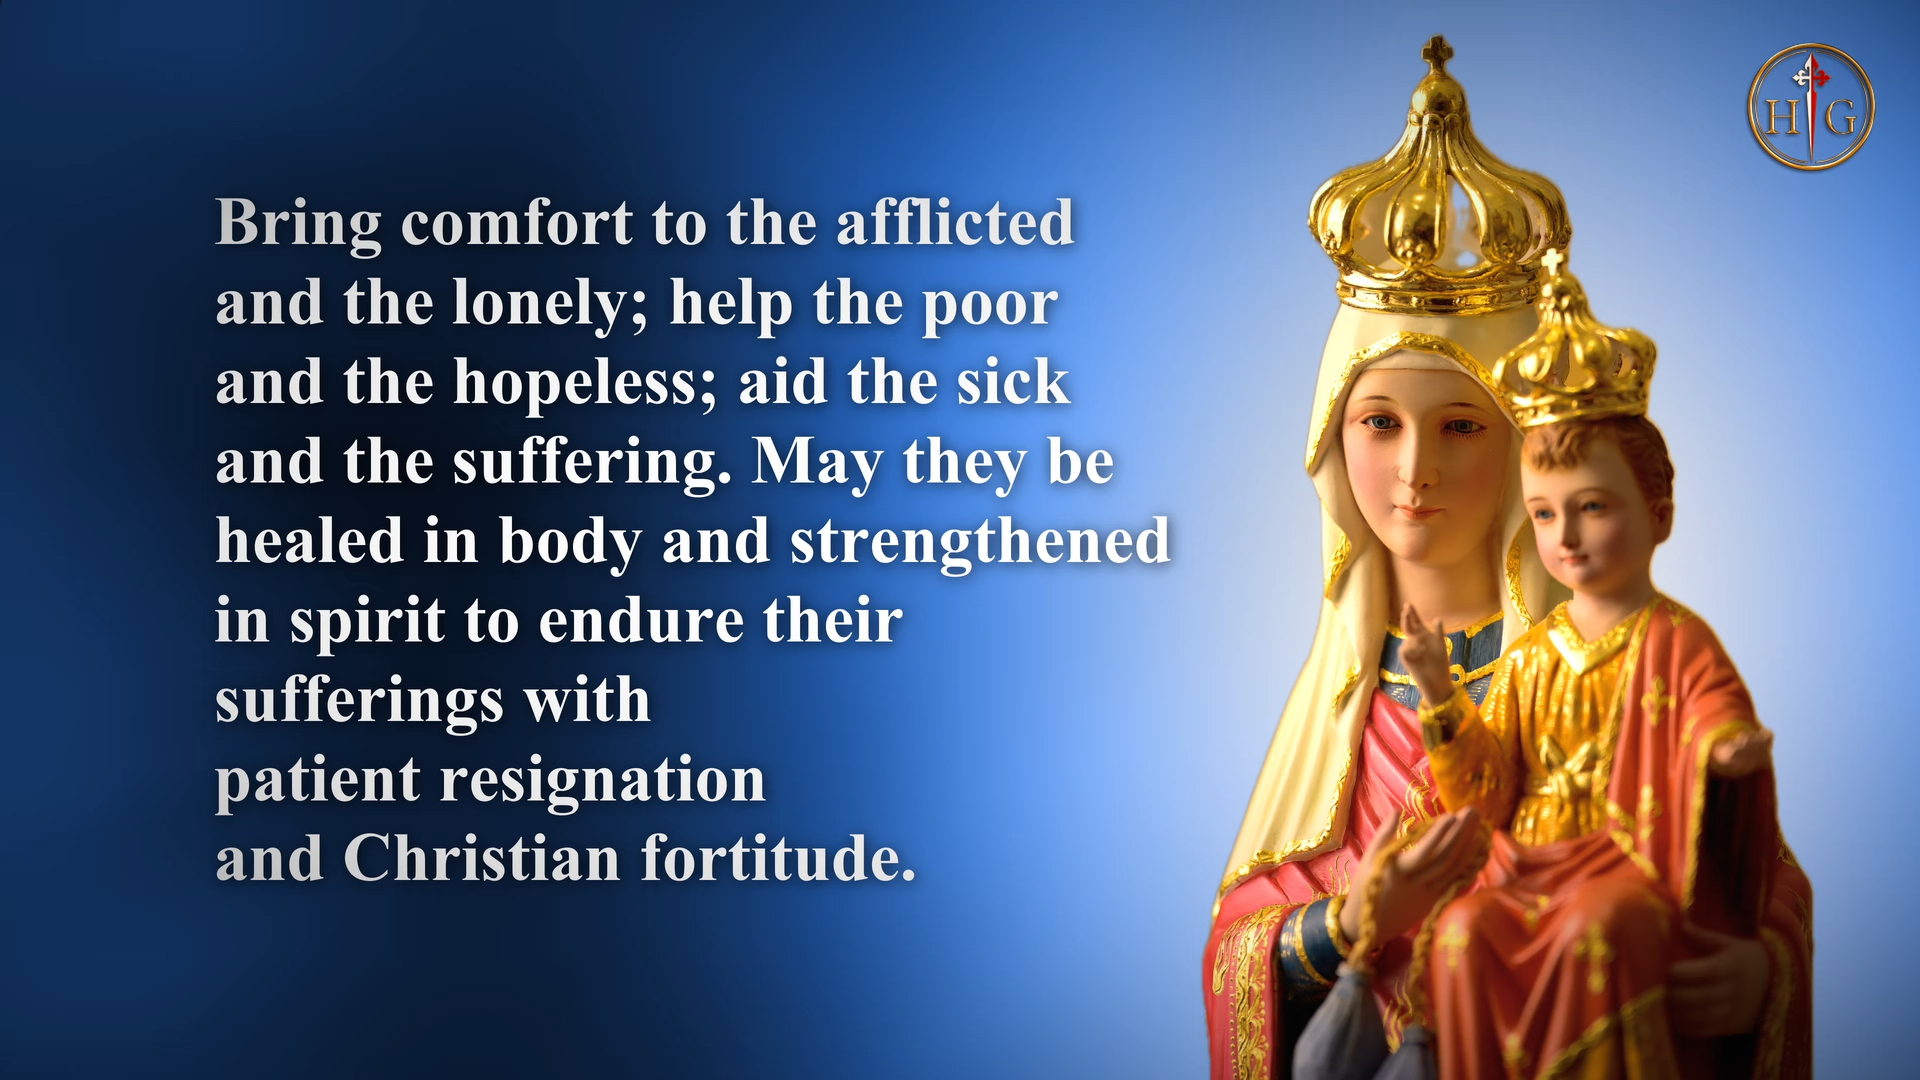 Bring comfort to the afflicted
and the lonely; help the poor
and the hopeless; aid the sick
and the suffering. May they be
healed in body and strengthened
in spirit to endure their
sufferings with
patient resignation
and Christian fortitude.
H G